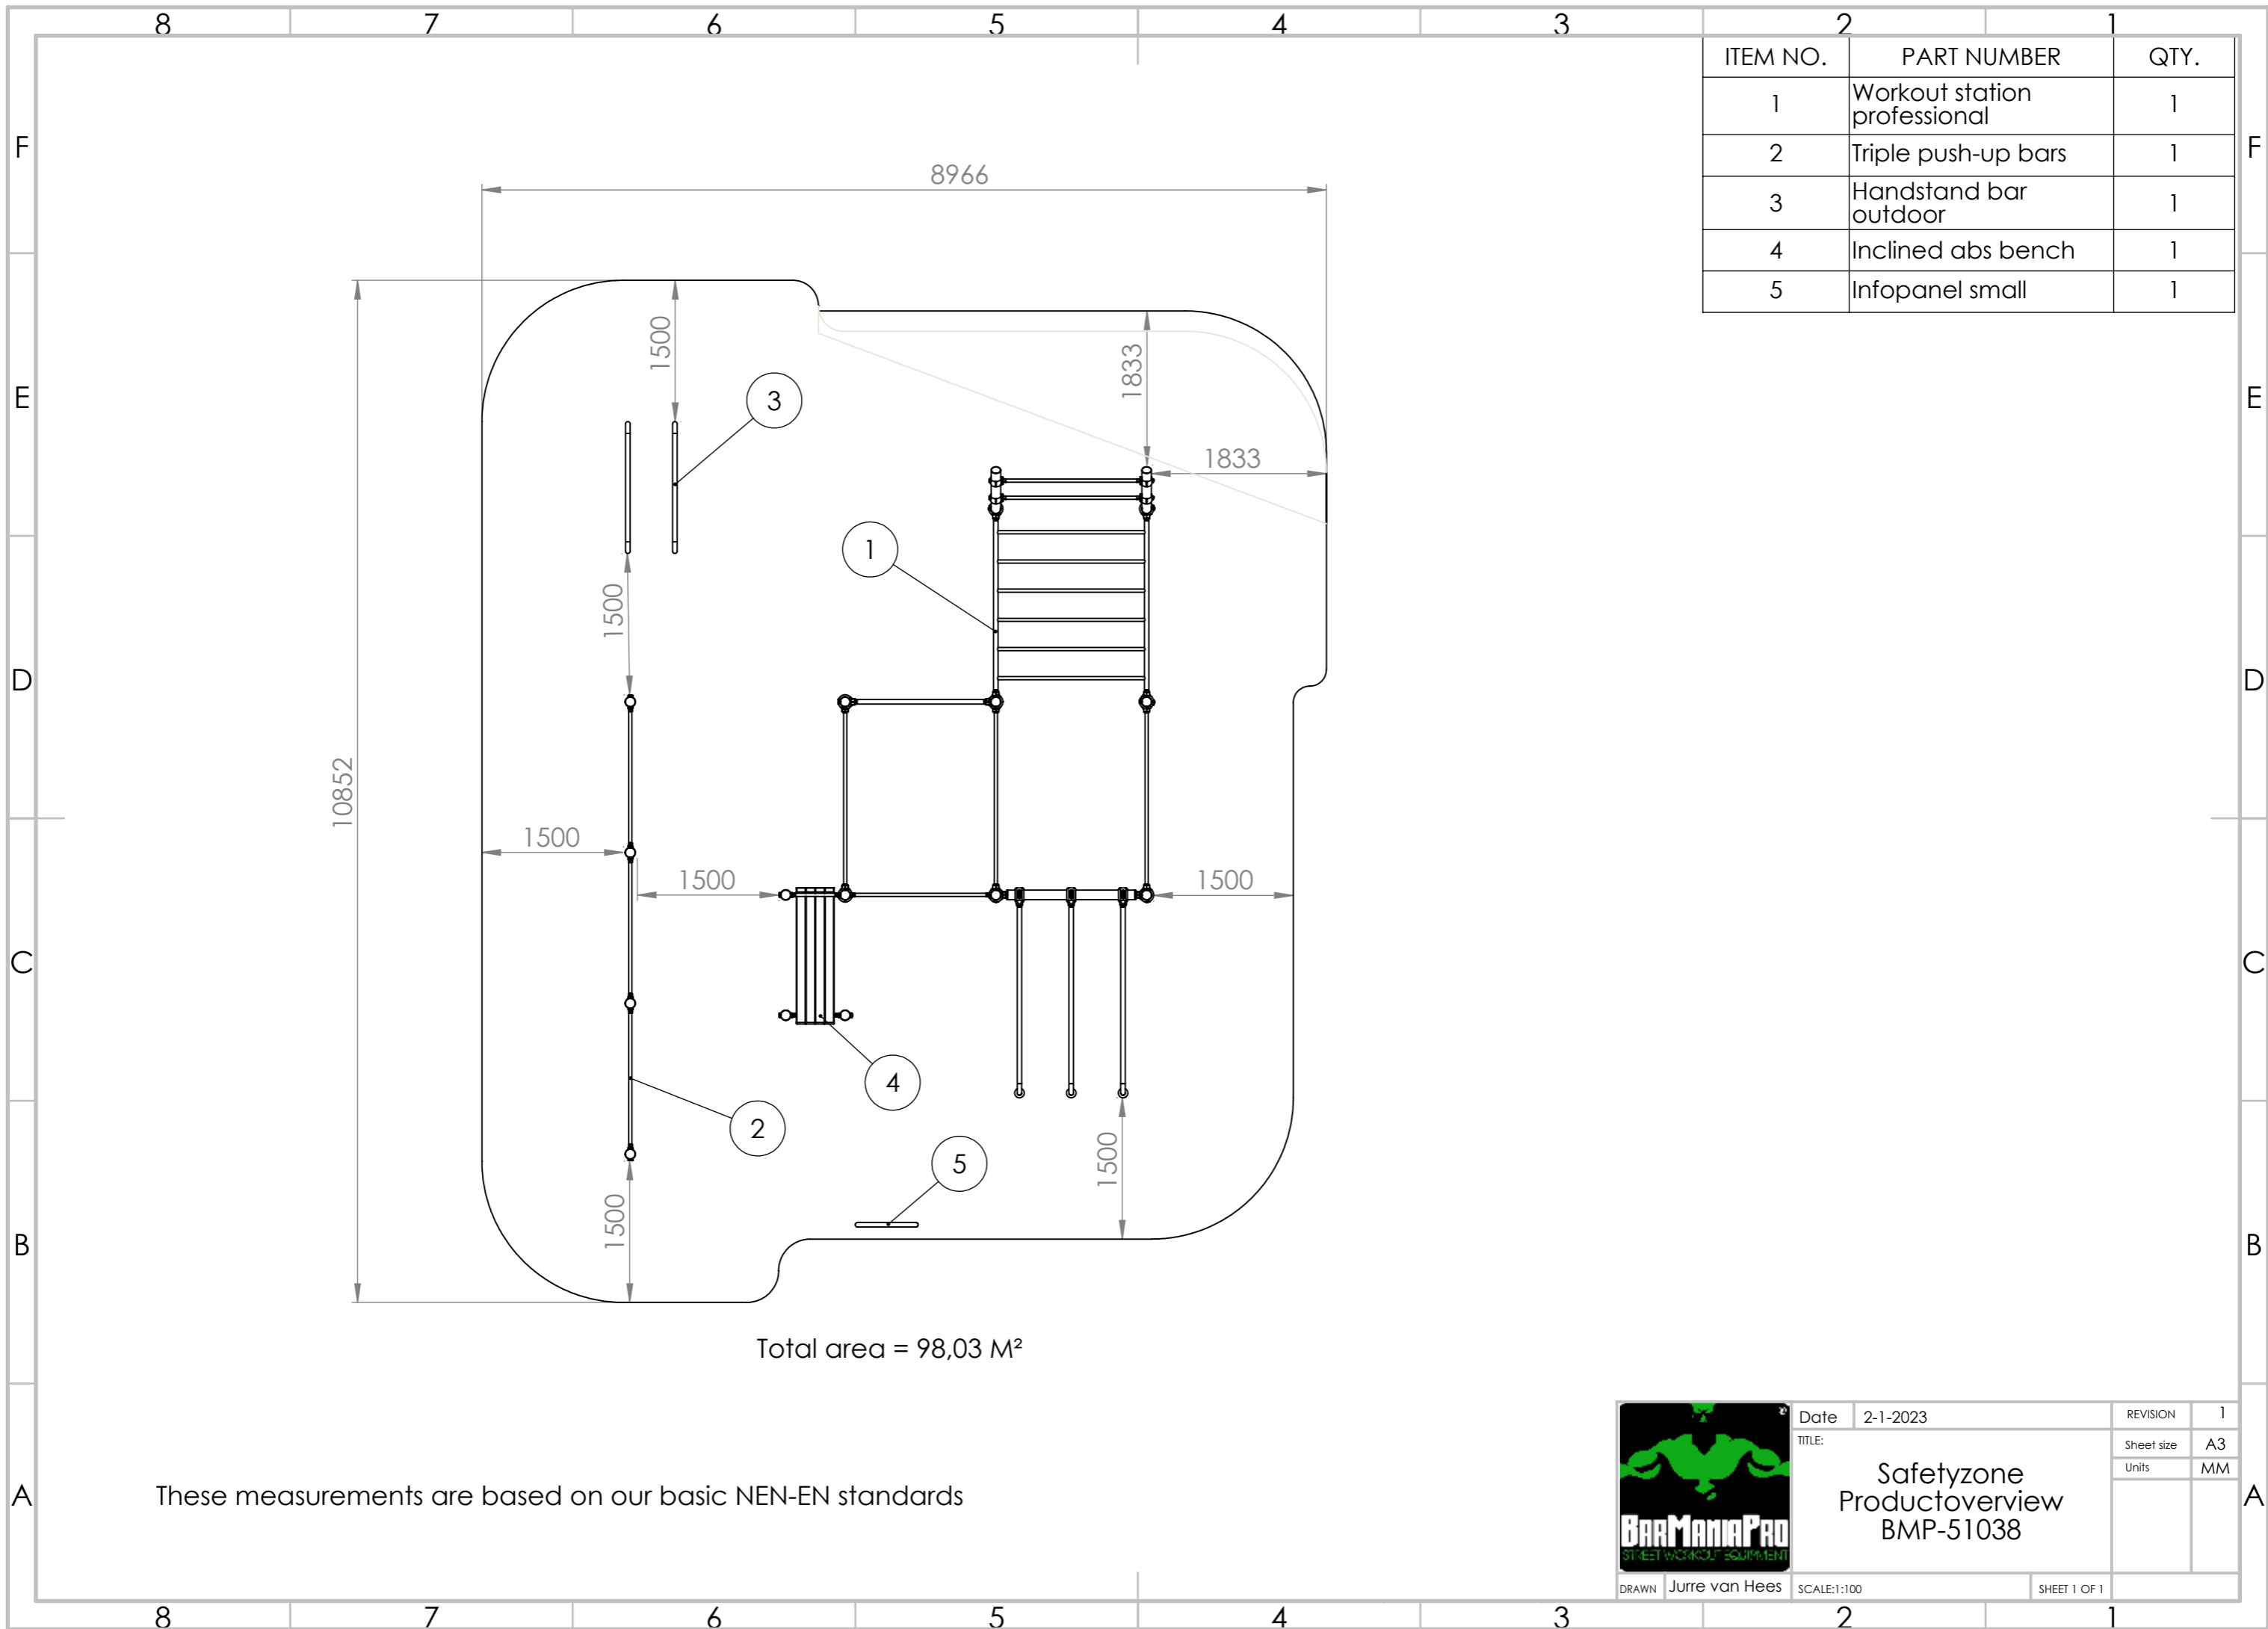 8 7 6 5 4 3 2 1
ITEM NO. PART NUMBER QTY.
1 Workout station professional 1
2 Triple push-up bars 1
3 Handstand bar outdoor 1
4 Inclined abs bench 1
5 Infopanel small 1
F F
8966
1500
1833
3
E E
1833
1
1500
D D
10852
1500
1500
1500
C C
4
2
1500
5
1500
B B
Total area = 98,03 M²
These measurements are based on our basic NEN-EN standards
A A
BARMANIAPRO
STREET WORKOUT EQUIPMENT
Date 2-1-2023
REVISION 1
TITLE:
Safetyzone
Productoverview
BMP-51038
Sheet size A3
Units MM
DRAWN Jurre van Hees
SCALE:1:100
SHEET 1 OF 1
8 7 6 5 4 3 2 1